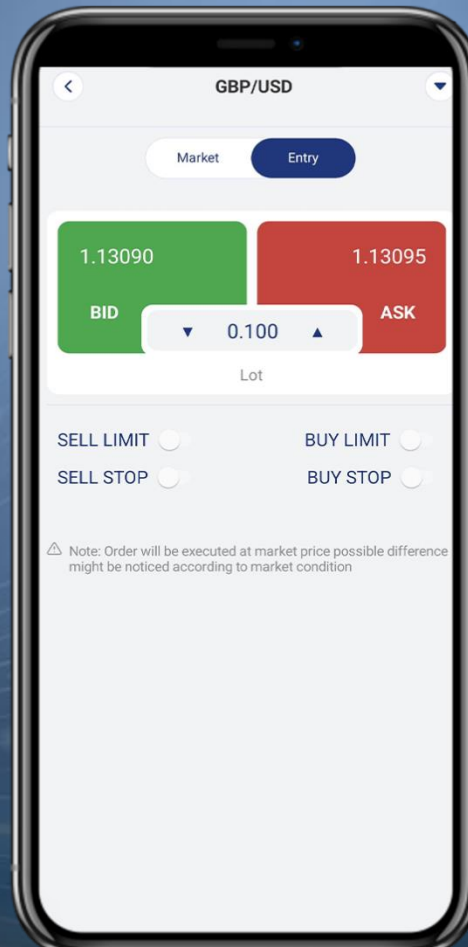 GBP/USD
Market Entry
1.13090 1.13095
BID ASK
▼ 0.100 ▲
Lot
SELL LIMIT BUY LIMIT
SELL STOP BUY STOP
Note: Order will be executed at market price possible difference
might be noticed according to market condition